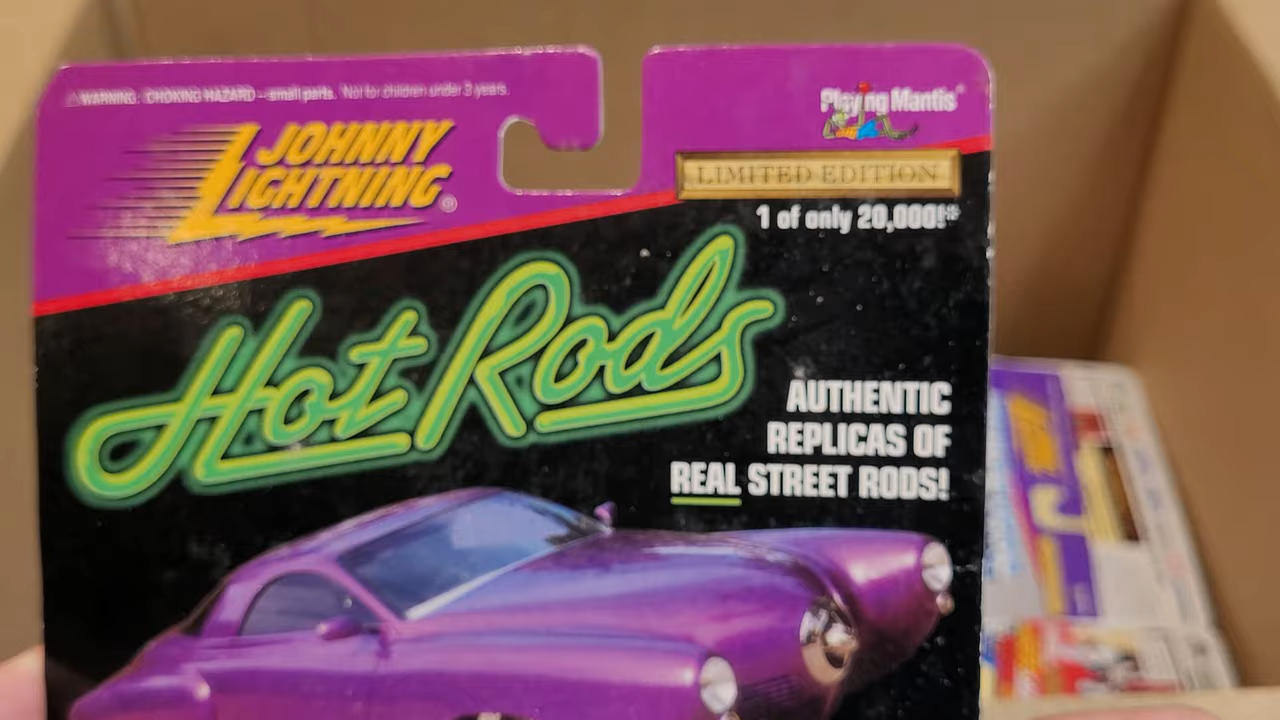 WARNING: CHOKING HAZARD - small parts. Not for children under 3 years.
Playing Mantis
JOHNNY
LIGHTNING®
LIMITED EDITION
1 of only 20,000!*
Hot Rods
AUTHENTIC
REPLICAS OF
REAL STREET RODS!